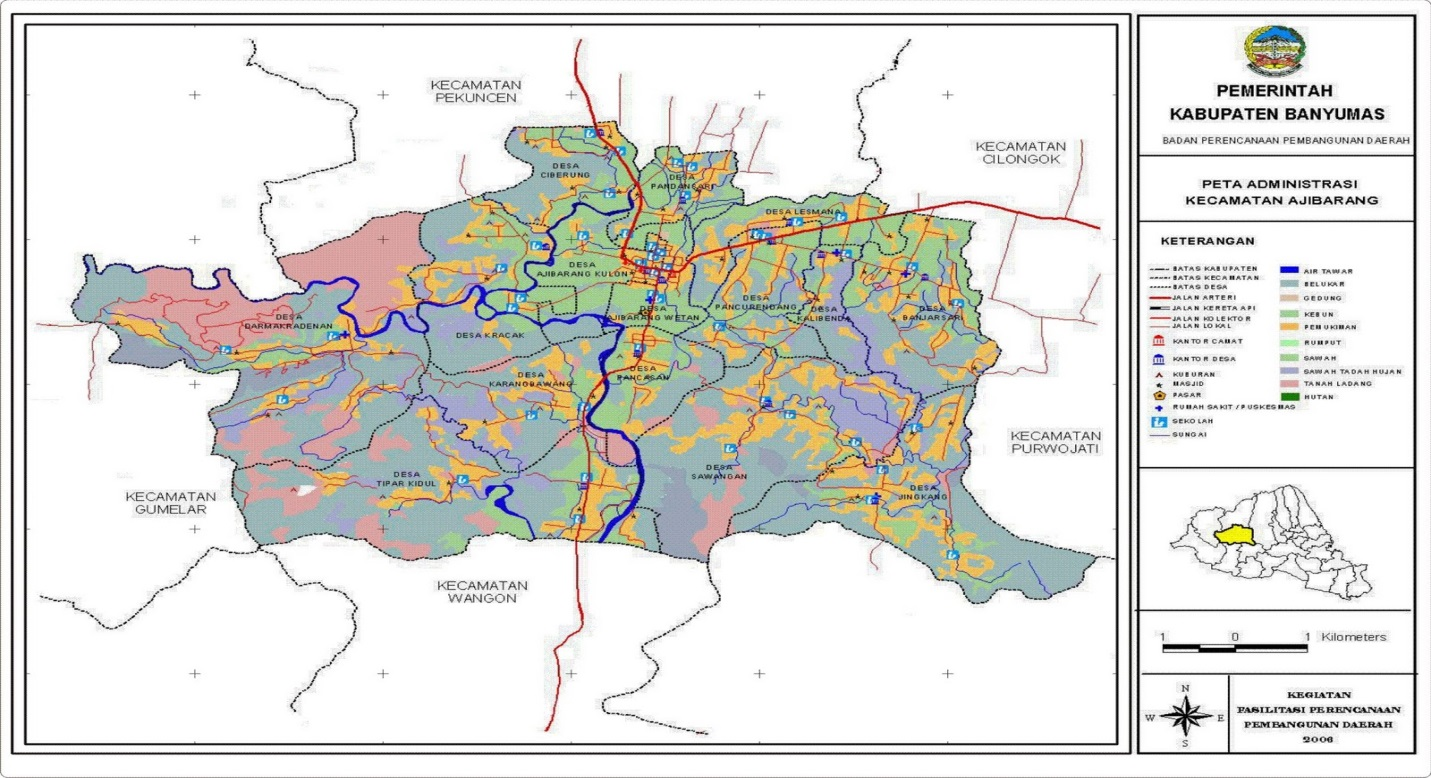 KECAMATAN
PEKUNCEN
KECAMATAN
CILONGOK
DESA
CIBERUNG
DESA
PANDANSARI
DESA LESMANA
DESA
AJIBARANG KULON
DESA
DARMAKRADENAN
DESA KRACAK
DESA
AJIBARANG WETAN
DESA
PANCURENDANG
DESA
KALIBENDA
DESA
BANJARSARI
DESA
KARANGBAWANG
DESA
PANCASAN
DESA
TIPAR KIDUL
DESA
SAWANDAN
DESA
JINGKANG
KECAMATAN
GUMELAR
KECAMATAN
PURWOJATI
KECAMATAN
WANGON
PEMERINTAH
KABUPATEN BANYUMAS
BADAN PERENCANAAN PEMBANGUNAN DAERAH
PETA ADMINISTRASI
KECAMATAN AJIBARANG
KETERANGAN
BATAS KABUPATEN
BATAS KECAMATAN
BATAS DESA
JALAN ARTERI
JALAN KERETA API
JALAN KOLEKTOR
JALAN LOKAL
KANTOR CAMAT
KANTOR DESA
KUBURAN
MASJID
PASAR
RUMAH SAKIT / PUSKESMAS
SEKOLAH
SUNGAI
AIR TAWAR
BELUKAR
GEDUNG
KEBUN
PEMUKIMAN
RUMPUT
SAWAH
SAWAH TADAH HUJAN
TANAH LADANG
HUTAN
1 0 1 Kilometers
N
W E
S
KEGIATAN
FASILITASI PERENCANAAN
PEMBANGUNAN DAERAH
2006